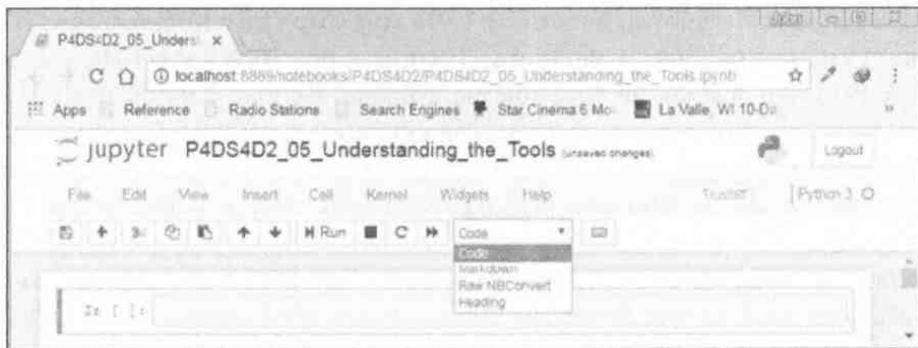 P4DS4D2_05_Underst
localhost:8889/notebooks/P4DS4D2/P4DS4D2_05_Understanding_the_Tools.ipynb
Apps Reference Radio Stations Search Engines Star Cinema 6 Mo La Valle, WI 10-Da
jupyter P4DS4D2_05_Understanding_the_Tools (unsaved changes) Logout
File Edit View Insert Cell Kernel Widgets Help Trusted Python 3
Run Code
Code
Markdown
Raw NBConvert
Heading
In [ ]: